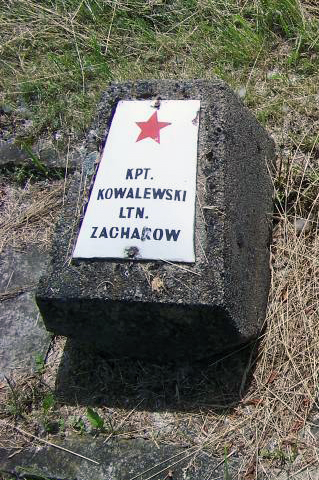 KPT.
KOWALEWSKI
LTN.
ZACHAROW